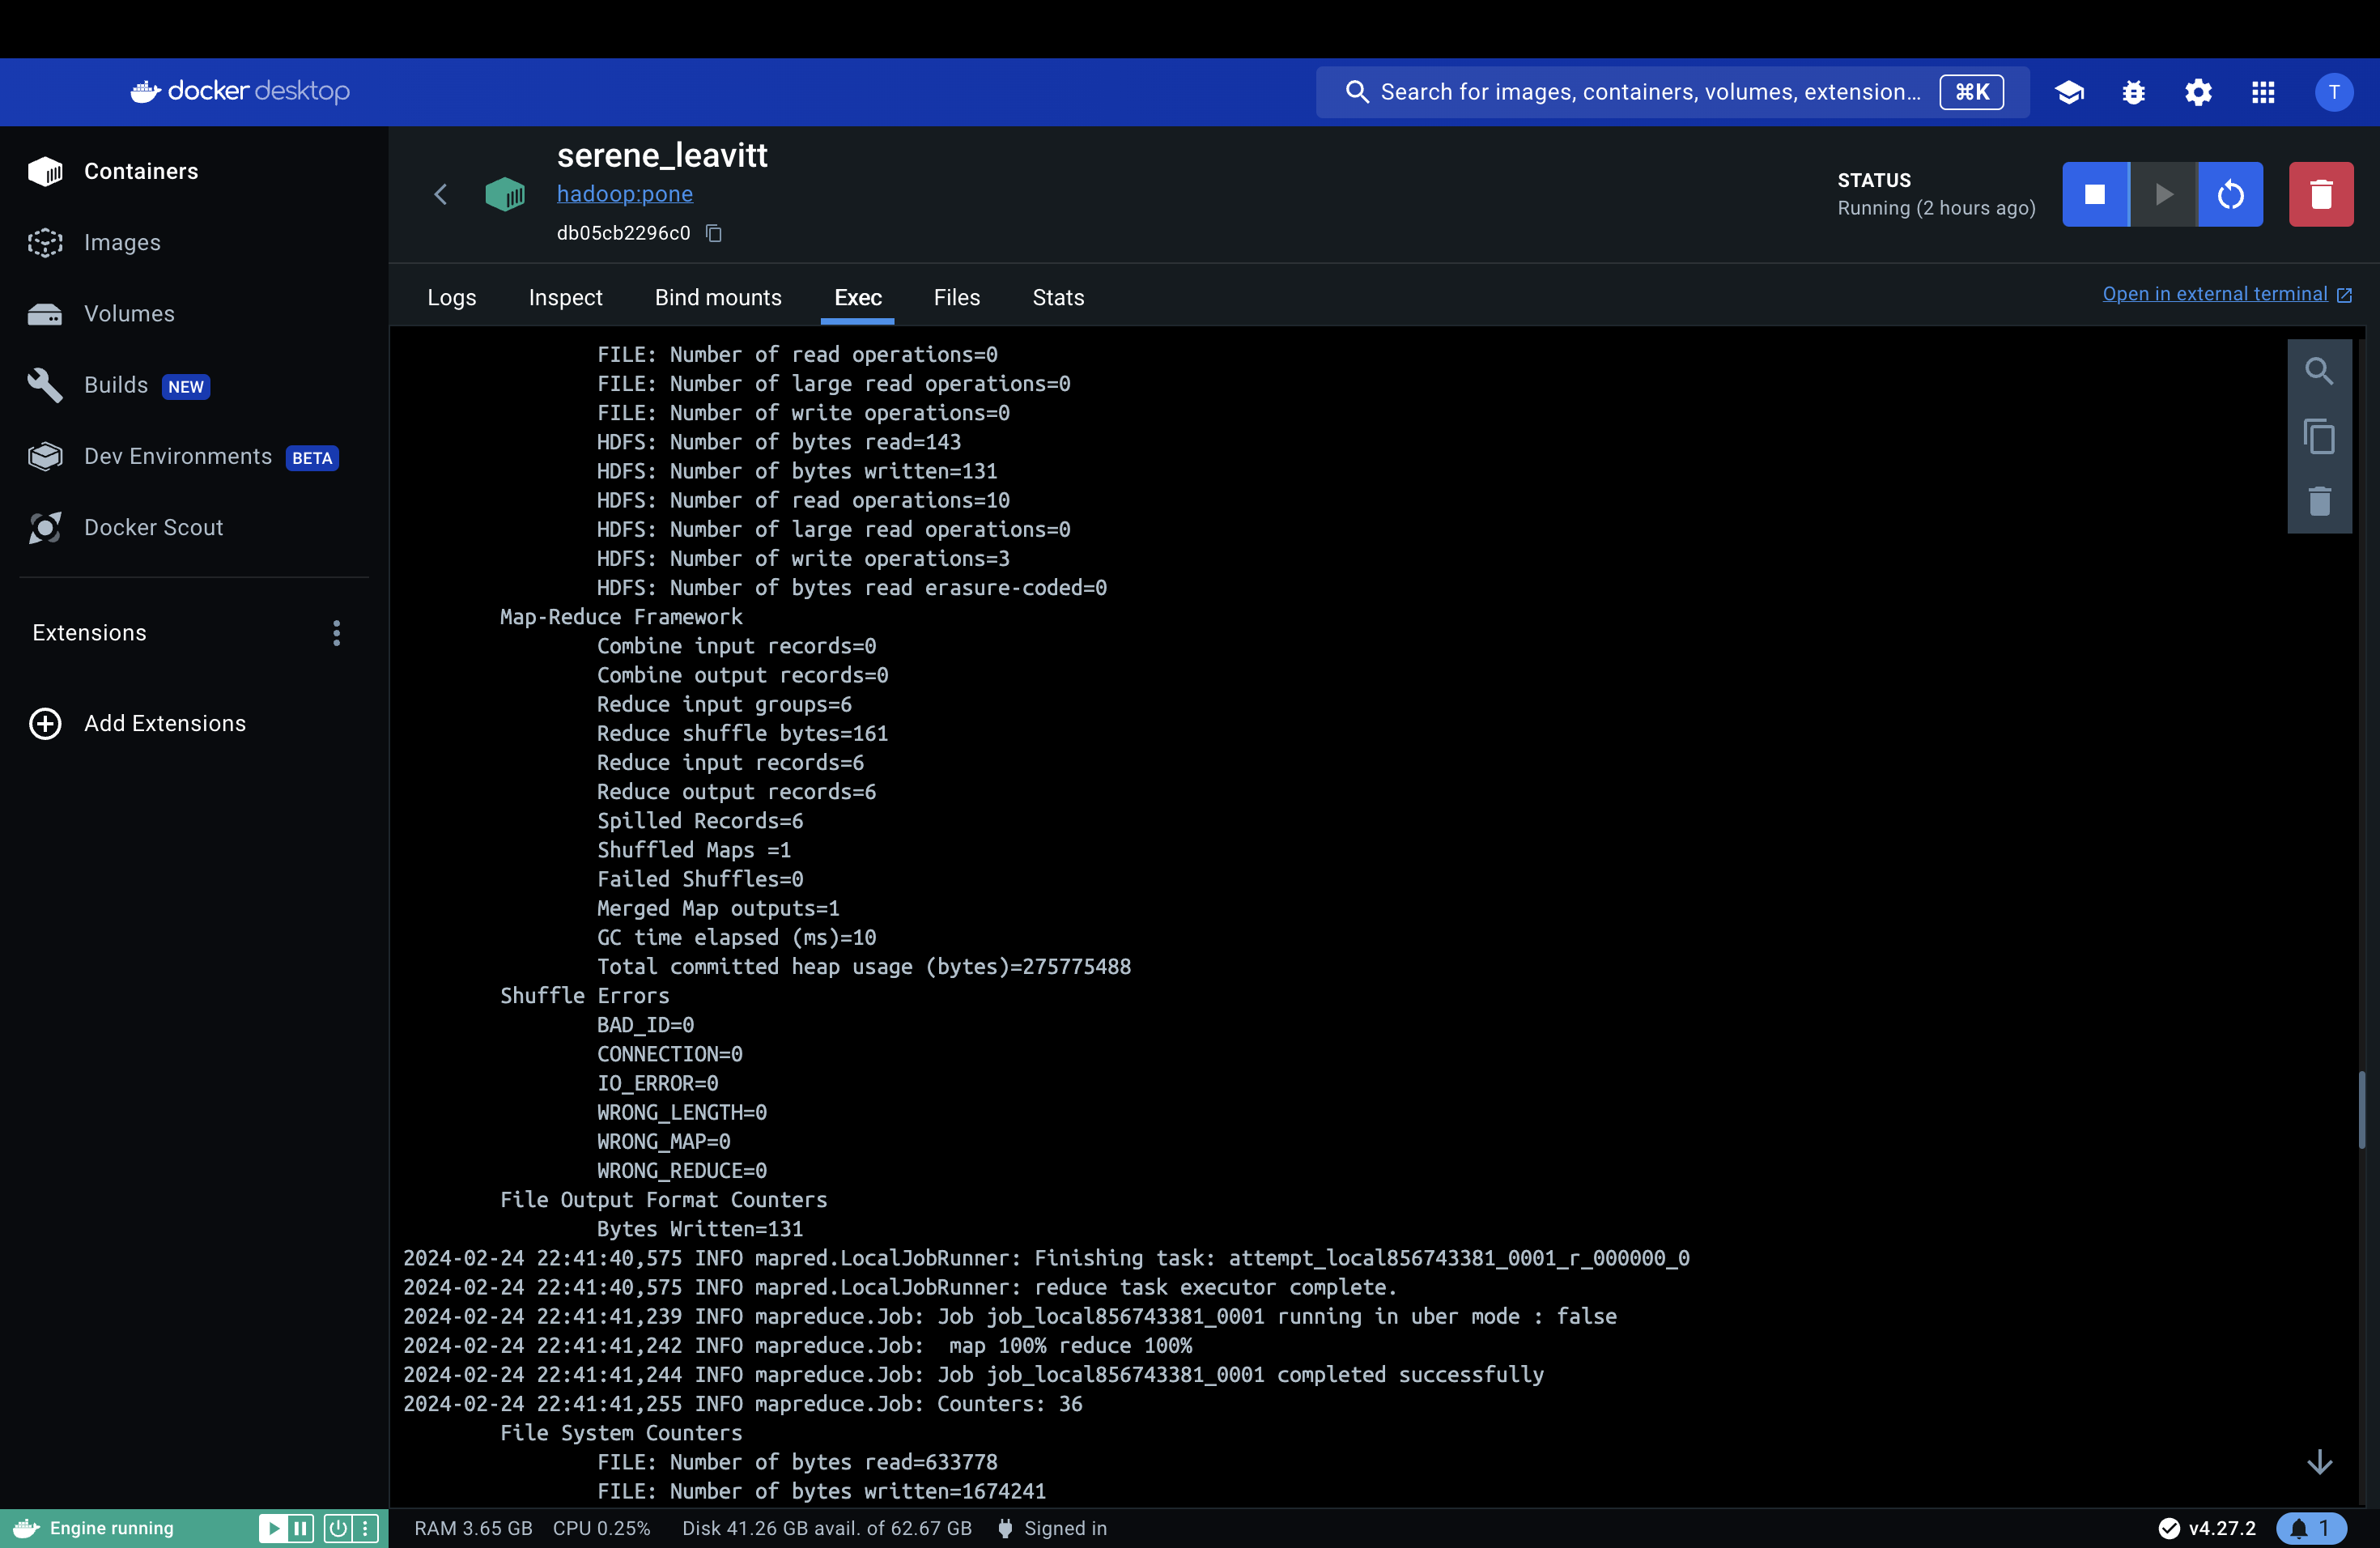 docker desktop
Search for images, containers, volumes, extension... ⌘K
T
Containers
Images
Volumes
Builds NEW
Dev Environments BETA
Docker Scout
Extensions
Add Extensions
serene_leavitt
hadoop:pone
db05cb2296c0
STATUS
Running (2 hours ago)
Logs Inspect Bind mounts Exec Files Stats
Open in external terminal
FILE: Number of read operations=0
FILE: Number of large read operations=0
FILE: Number of write operations=0
HDFS: Number of bytes read=143
HDFS: Number of bytes written=131
HDFS: Number of read operations=10
HDFS: Number of large read operations=0
HDFS: Number of write operations=3
HDFS: Number of bytes read erasure-coded=0
Map-Reduce Framework
Combine input records=0
Combine output records=0
Reduce input groups=6
Reduce shuffle bytes=161
Reduce input records=6
Reduce output records=6
Spilled Records=6
Shuffled Maps =1
Failed Shuffles=0
Merged Map outputs=1
GC time elapsed (ms)=10
Total committed heap usage (bytes)=275775488
Shuffle Errors
BAD_ID=0
CONNECTION=0
IO_ERROR=0
WRONG_LENGTH=0
WRONG_MAP=0
WRONG_REDUCE=0
File Output Format Counters
Bytes Written=131
2024-02-24 22:41:40,575 INFO mapred.LocalJobRunner: Finishing task: attempt_local856743381_0001_r_000000_0
2024-02-24 22:41:40,575 INFO mapred.LocalJobRunner: reduce task executor complete.
2024-02-24 22:41:41,239 INFO mapreduce.Job: Job job_local856743381_0001 running in uber mode : false
2024-02-24 22:41:41,242 INFO mapreduce.Job:  map 100% reduce 100%
2024-02-24 22:41:41,244 INFO mapreduce.Job: Job job_local856743381_0001 completed successfully
2024-02-24 22:41:41,255 INFO mapreduce.Job: Counters: 36
File System Counters
FILE: Number of bytes read=633778
FILE: Number of bytes written=1674241
Engine running
RAM 3.65 GB CPU 0.25% Disk 41.26 GB avail. of 62.67 GB Signed in
v4.27.2
1